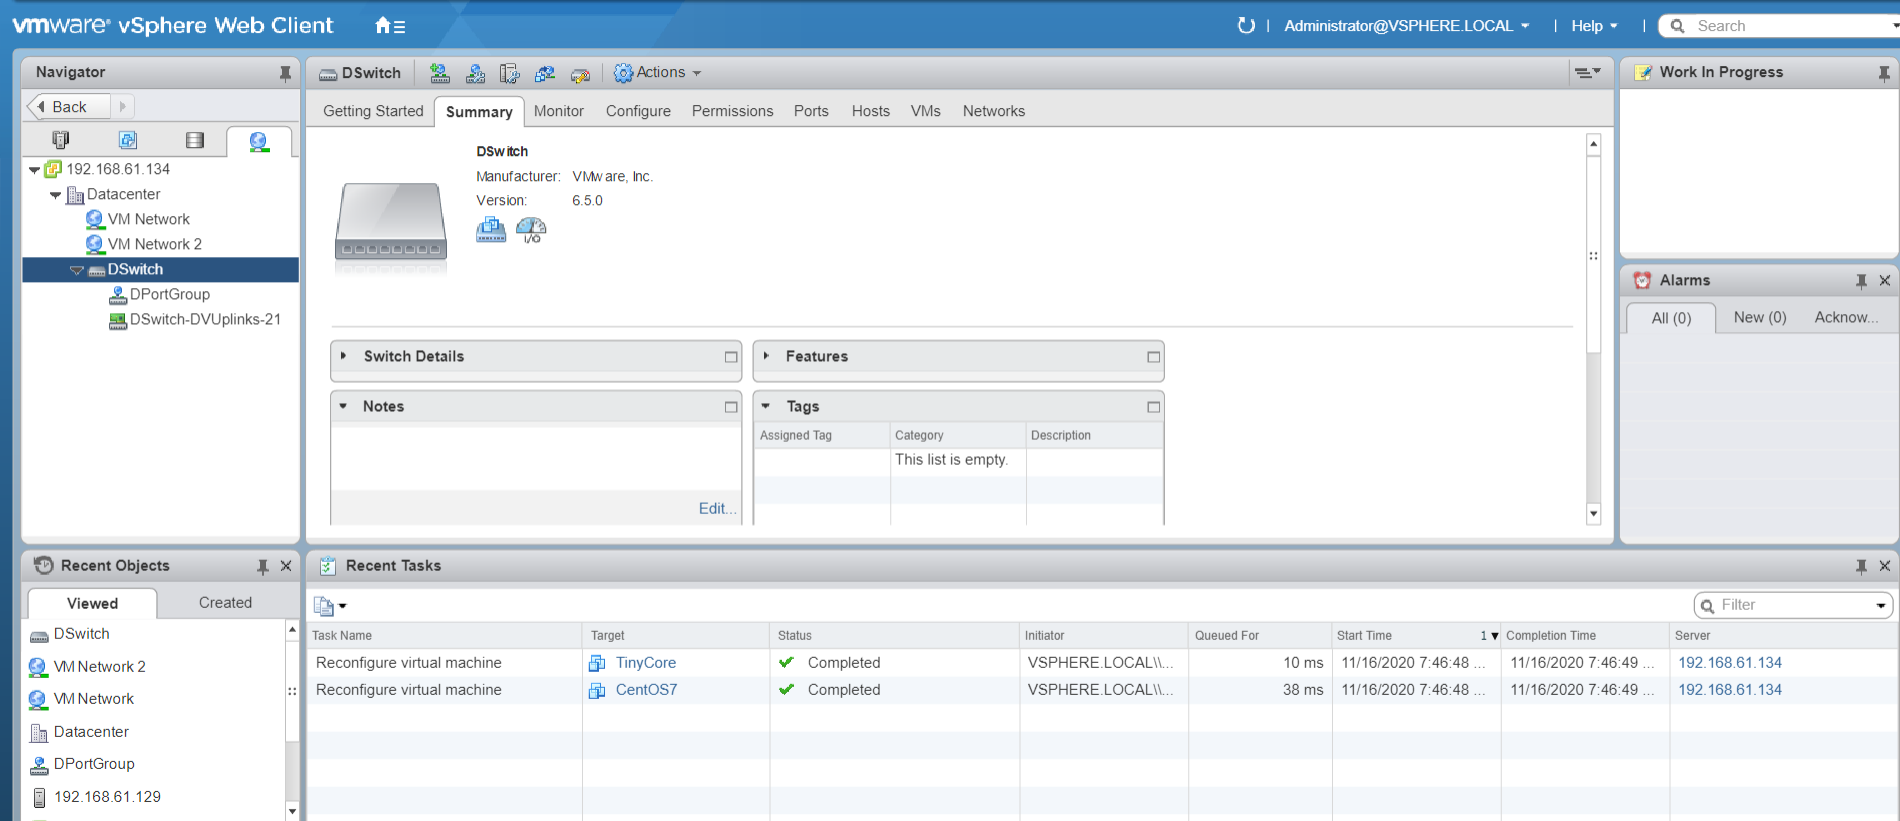 vmware® vSphere Web Client
Administrator@VSPHERE.LOCAL
Help
Search
Navigator
Back
192.168.61.134
Datacenter
VM Network
VM Network 2
DSwitch
DPortGroup
DSwitch-DVUplinks-21
DSwitch
Actions
Getting Started
Summary
Monitor
Configure
Permissions
Ports
Hosts
VMs
Networks
DSwitch
Manufacturer: VMware, Inc.
Version: 6.5.0
I/O
Switch Details
Features
Notes
Edit...
Tags
Assigned Tag Category Description
This list is empty.
Work In Progress
Alarms
All (0) New (0) Acknow...
Recent Objects
Viewed Created
DSwitch
VM Network 2
VM Network
Datacenter
DPortGroup
192.168.61.129
Recent Tasks
Filter
Task Name Target Status Initiator Queued For Start Time 1 Completion Time Server
Reconfigure virtual machine TinyCore Completed VSPHERE.LOCAL\\... 10 ms 11/16/2020 7:46:48 ... 11/16/2020 7:46:49 ... 192.168.61.134
Reconfigure virtual machine CentOS7 Completed VSPHERE.LOCAL\\... 38 ms 11/16/2020 7:46:48 ... 11/16/2020 7:46:49 ... 192.168.61.134